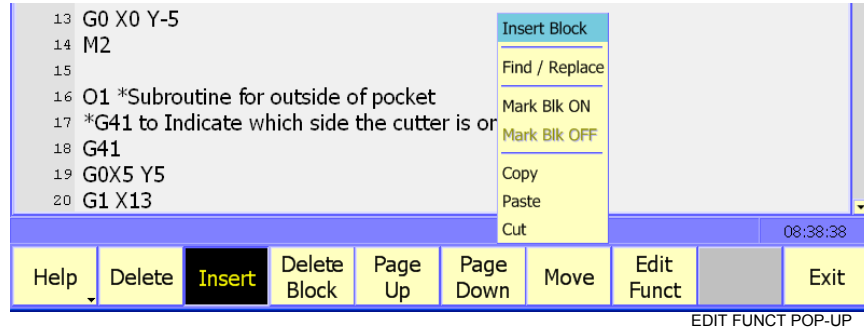 13 G0 X0 Y-5
14 M2
15
16 O1 *Subroutine for outside of pocket
17 *G41 to Indicate which side the cutter is
18 G41
19 G0X5 Y5
20 G1 X13
Insert Block
Find / Replace
Mark Blk ON
Mark Blk OFF
Copy
Paste
Cut
08:38:38
Help Delete Insert Delete Block Page Up Page Down Move Edit Funct Exit
EDIT FUNCT POP-UP